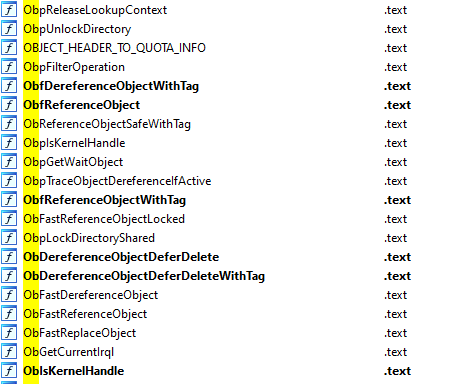 ObpReleaseLookupContext .text
ObpUnlockDirectory .text
OBJECT_HEADER_TO_QUOTA_INFO .text
ObpFilterOperation .text
ObfDereferenceObjectWithTag .text
ObfReferenceObject .text
ObReferenceObjectSafeWithTag .text
ObpIsKernelHandle .text
ObpGetWaitObject .text
ObpTraceObjectDereferenceIfActive .text
ObfReferenceObjectWithTag .text
ObFastReferenceObjectLocked .text
ObpLockDirectoryShared .text
ObDereferenceObjectDeferDelete .text
ObDereferenceObjectDeferDeleteWithTag .text
ObFastDereferenceObject .text
ObFastReferenceObject .text
ObFastReplaceObject .text
ObGetCurrentIrql .text
ObIsKernelHandle .text